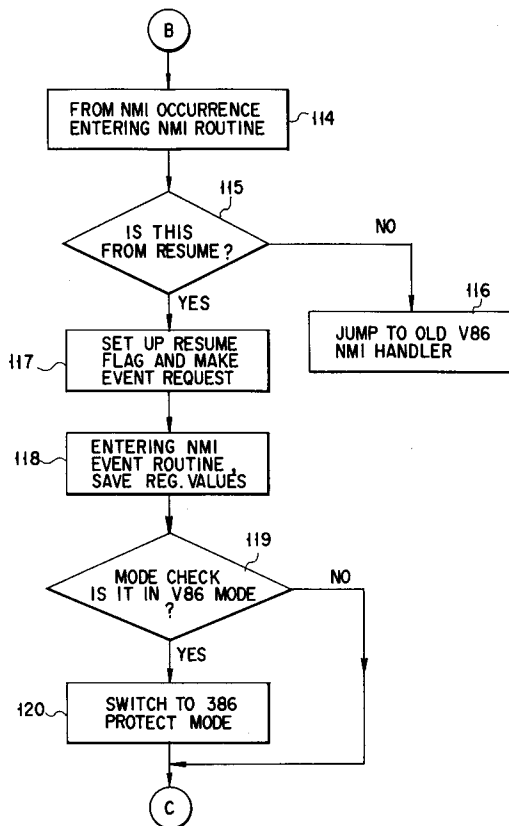 B
FROM NMI OCCURRENCE
ENTERING NMI ROUTINE
114
115
IS THIS
FROM RESUME?
NO
YES
116
JUMP TO OLD V86
NMI HANDLER
117
SET UP RESUME
FLAG AND MAKE
EVENT REQUEST
118
ENTERING NMI
EVENT ROUTINE,
SAVE REG. VALUES
119
MODE CHECK
IS IT IN V86 MODE
?
NO
YES
120
SWITCH TO 386
PROTECT MODE
C